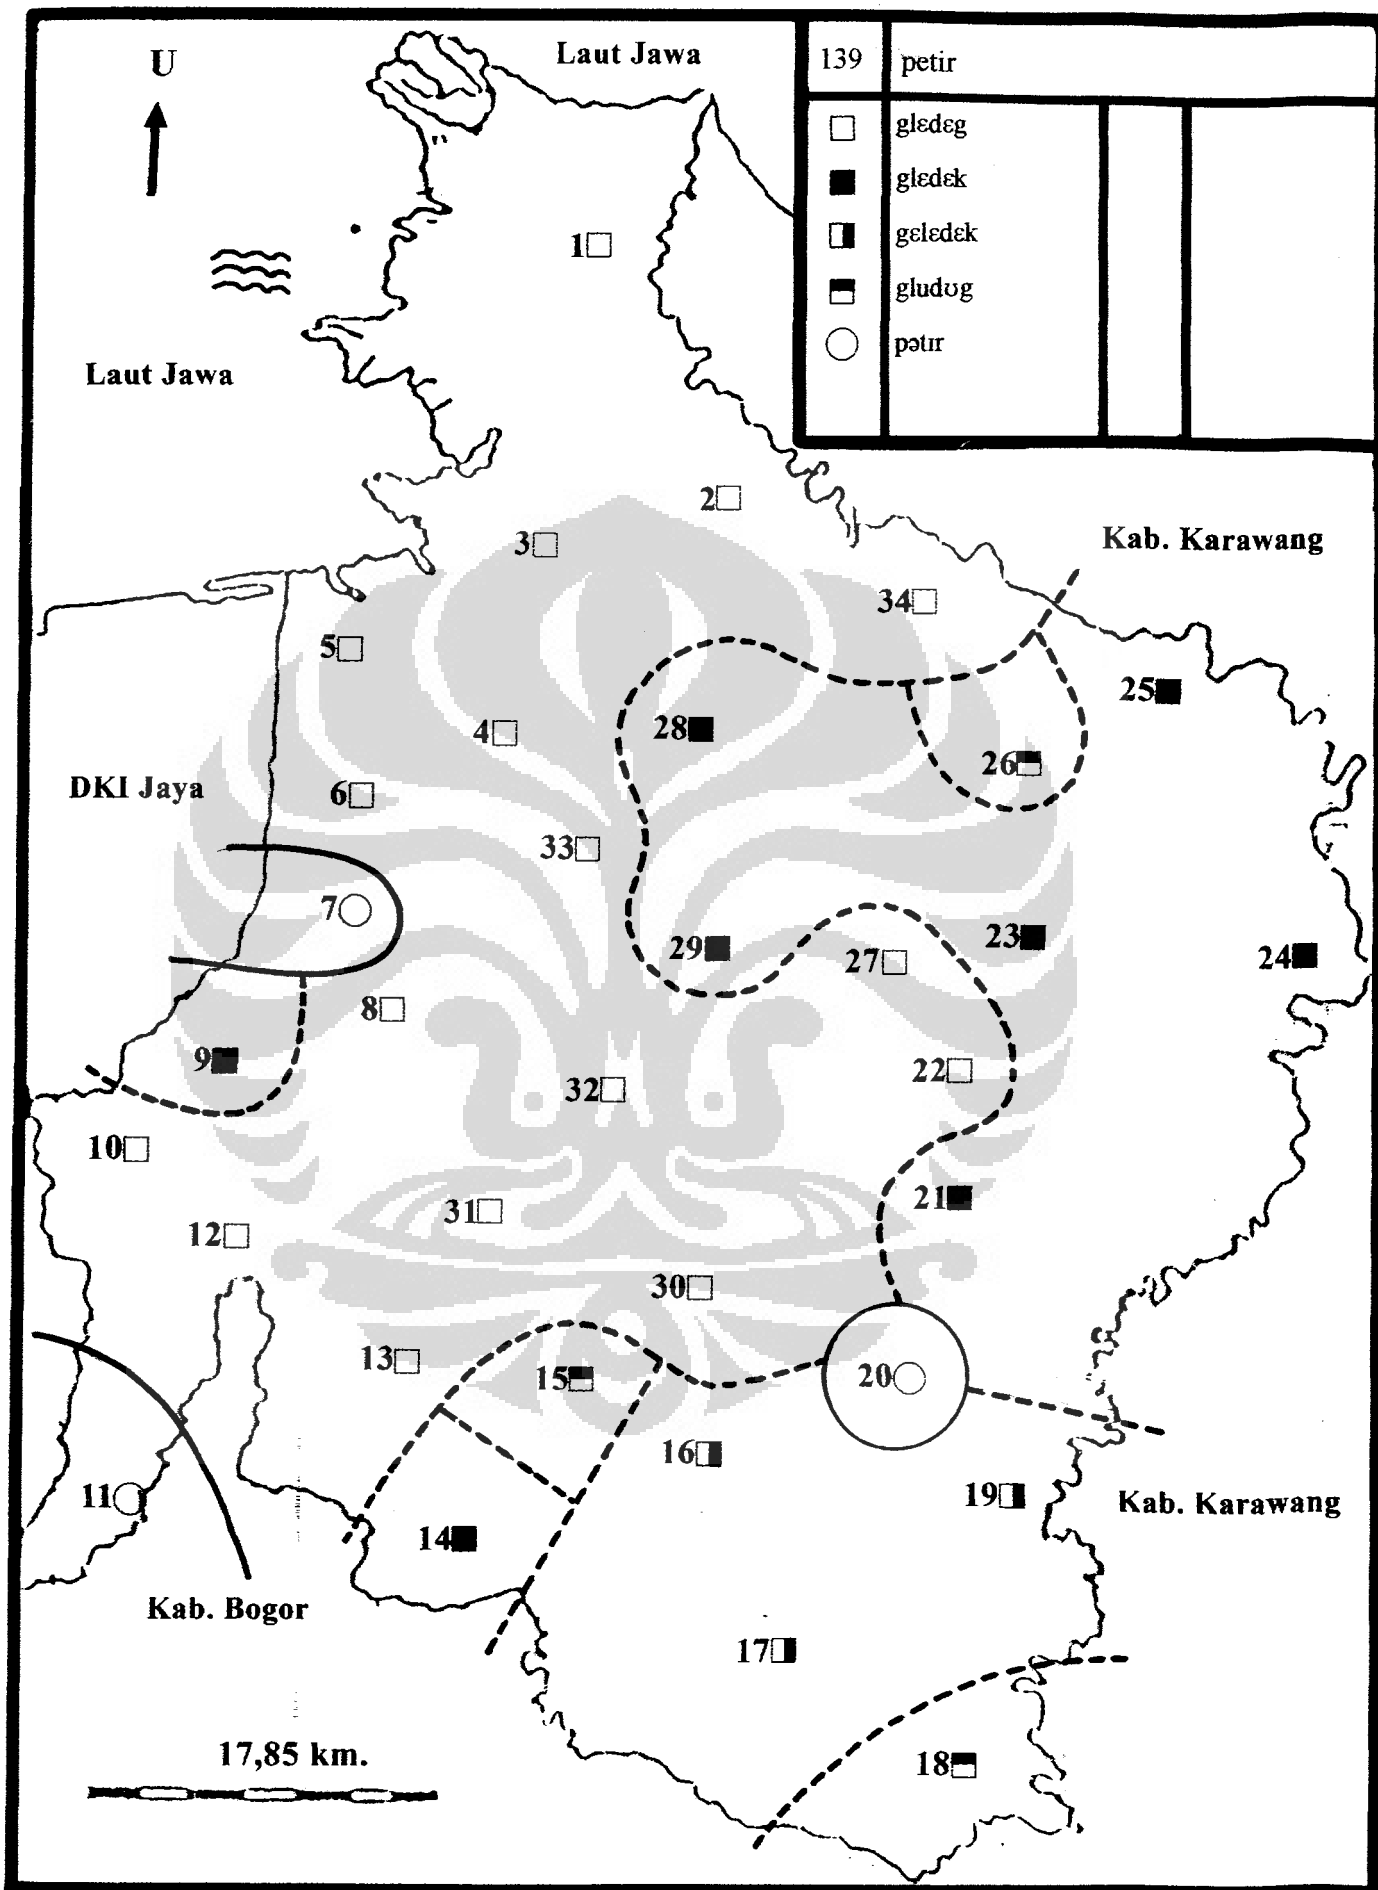 U
Laut Jawa
139 petir
glɛdɛg
glɛdɛk
gɛlɛdɛk
gludʊg
pətɪr
1
Laut Jawa
2
Kab. Karawang
3
34
5
25
28
4
26
DKI Jaya
6
33
7
23
29
27
24
8
9
22
32
10
21
31
12
30
13
15
20
16
11
19
Kab. Karawang
14
Kab. Bogor
17
17,85 km.
18